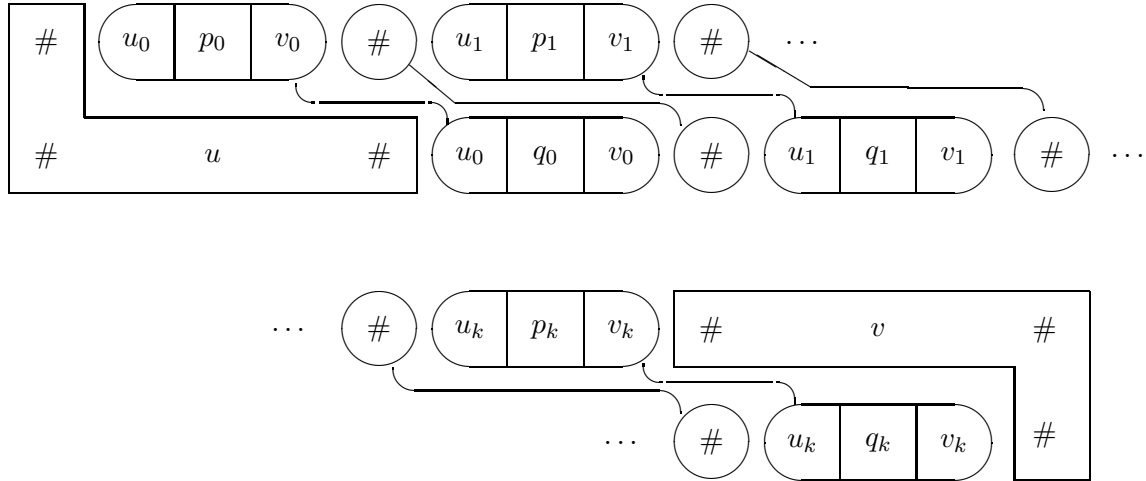 # u₀ p₀ v₀ # u₁ p₁ v₁ # ⋯
# u # u₀ q₀ v₀ # u₁ q₁ v₁ # ⋯
⋯ # uₖ pₖ vₖ # v #
⋯ # uₖ qₖ vₖ #